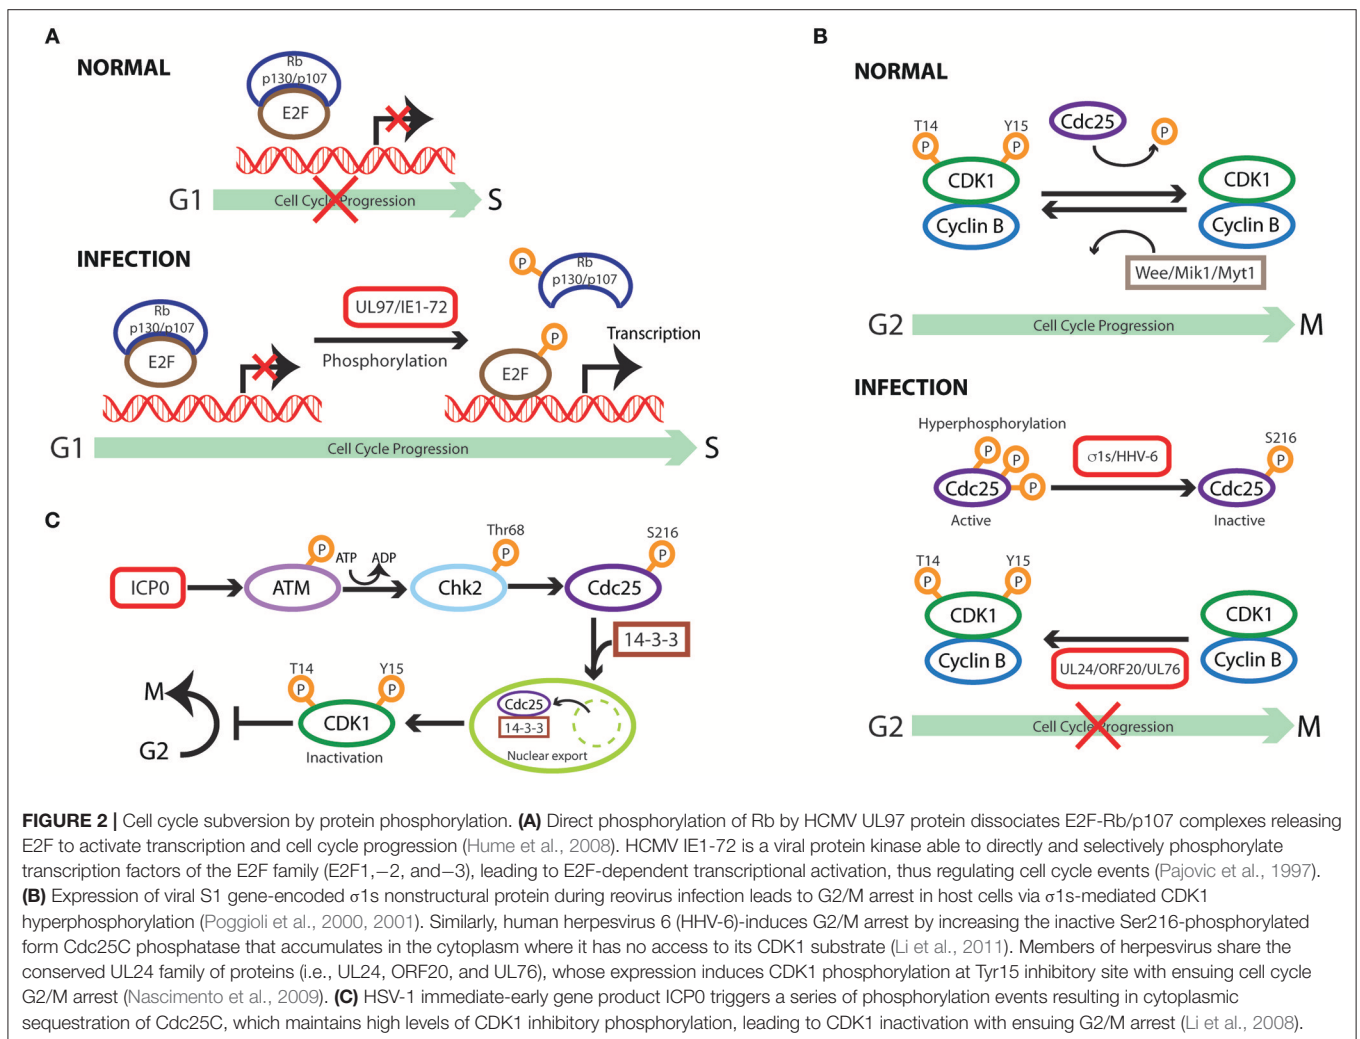 A
NORMAL
Rb
p130/p107
E2F
G1
Cell Cycle Progression
S
INFECTION
Rb
p130/p107
E2F
UL97/IE1-72
Phosphorylation
P
Rb
p130/p107
P
E2F
Transcription
G1
Cell Cycle Progression
S
B
NORMAL
T14
Y15
P
P
CDK1
Cyclin B
Cdc25
P
CDK1
Cyclin B
Wee/Mik1/Myt1
G2
Cell Cycle Progression
M
INFECTION
Hyperphosphorylation
P
P
P
Cdc25
Active
σ1s/HHV-6
S216
P
Cdc25
Inactive
T14
Y15
P
P
CDK1
Cyclin B
UL24/ORF20/UL76
CDK1
Cyclin B
G2
Cell Cycle Progression
M
C
ICP0
P
ATM
ATP
ADP
Thr68
P
Chk2
S216
P
Cdc25
14-3-3
Cdc25
14-3-3
Nuclear export
T14
Y15
P
P
CDK1
Inactivation
M
G2
FIGURE 2 | Cell cycle subversion by protein phosphorylation. (A) Direct phosphorylation of Rb by HCMV UL97 protein dissociates E2F-Rb/p107 complexes releasing
E2F to activate transcription and cell cycle progression (Hume et al., 2008). HCMV IE1-72 is a viral protein kinase able to directly and selectively phosphorylate
transcription factors of the E2F family (E2F1,−2, and−3), leading to E2F-dependent transcriptional activation, thus regulating cell cycle events (Pajovic et al., 1997).
(B) Expression of viral S1 gene-encoded σ1s nonstructural protein during reovirus infection leads to G2/M arrest in host cells via σ1s-mediated CDK1
hyperphosphorylation (Poggioli et al., 2000, 2001). Similarly, human herpesvirus 6 (HHV-6)-induces G2/M arrest by increasing the inactive Ser216-phosphorylated
form Cdc25C phosphatase that accumulates in the cytoplasm where it has no access to its CDK1 substrate (Li et al., 2011). Members of herpesvirus share the
conserved UL24 family of proteins (i.e., UL24, ORF20, and UL76), whose expression induces CDK1 phosphorylation at Tyr15 inhibitory site with ensuing cell cycle
G2/M arrest (Nascimento et al., 2009). (C) HSV-1 immediate-early gene product ICP0 triggers a series of phosphorylation events resulting in cytoplasmic
sequestration of Cdc25C, which maintains high levels of CDK1 inhibitory phosphorylation, leading to CDK1 inactivation with ensuing G2/M arrest (Li et al., 2008).